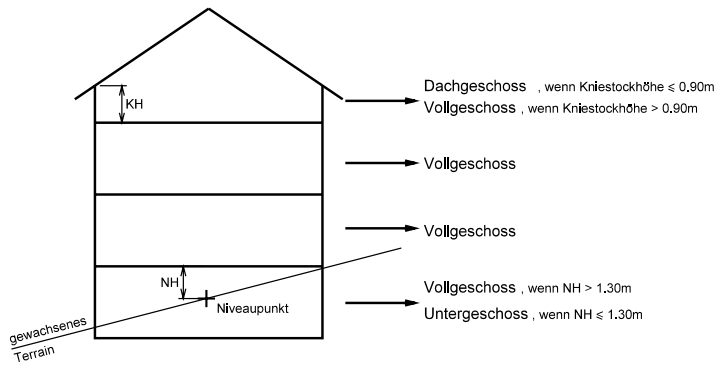 Dachgeschoss , wenn Kniestockhöhe ≤ 0.90m
KH
Vollgeschoss , wenn Kniestockhöhe > 0.90m
Vollgeschoss
Vollgeschoss
NH
Vollgeschoss , wenn NH > 1.30m
Niveaupunkt
Untergeschoss , wenn NH ≤ 1.30m
gewachsenes
Terrain